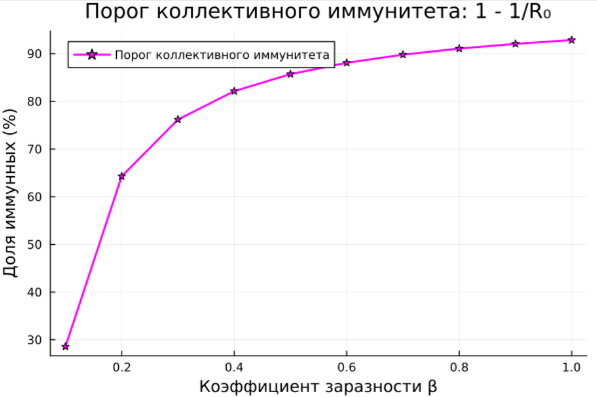 Порог коллективного иммунитета: 1 - 1/R₀
Порог коллективного иммунитета
Доля иммунных (%)
90
80
70
60
50
40
30
0.2 0.4 0.6 0.8 1.0
Коэффициент заразности β